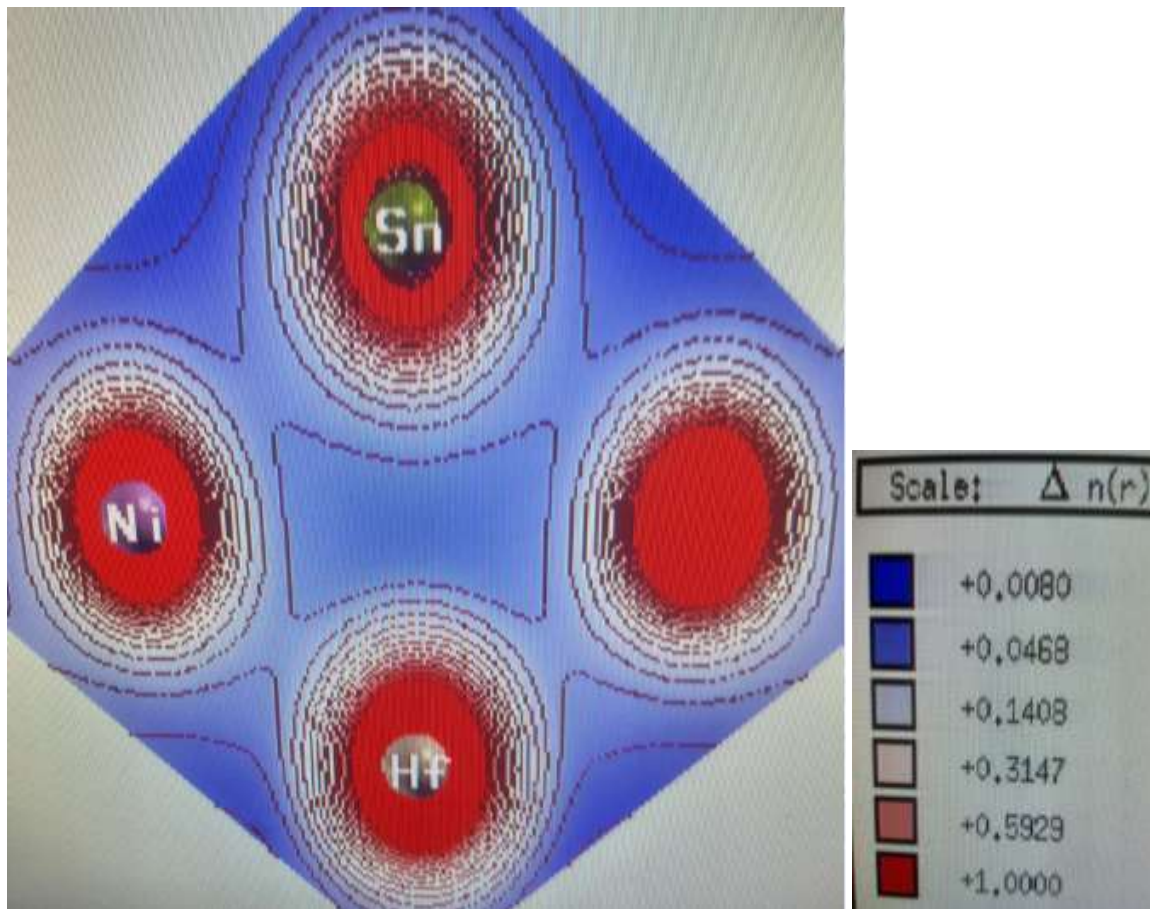 Sn
Ni
Hf
Scale: Δ n(r)
+0.0080
+0.0468
+0.1408
+0.3147
+0.5929
+1.0000